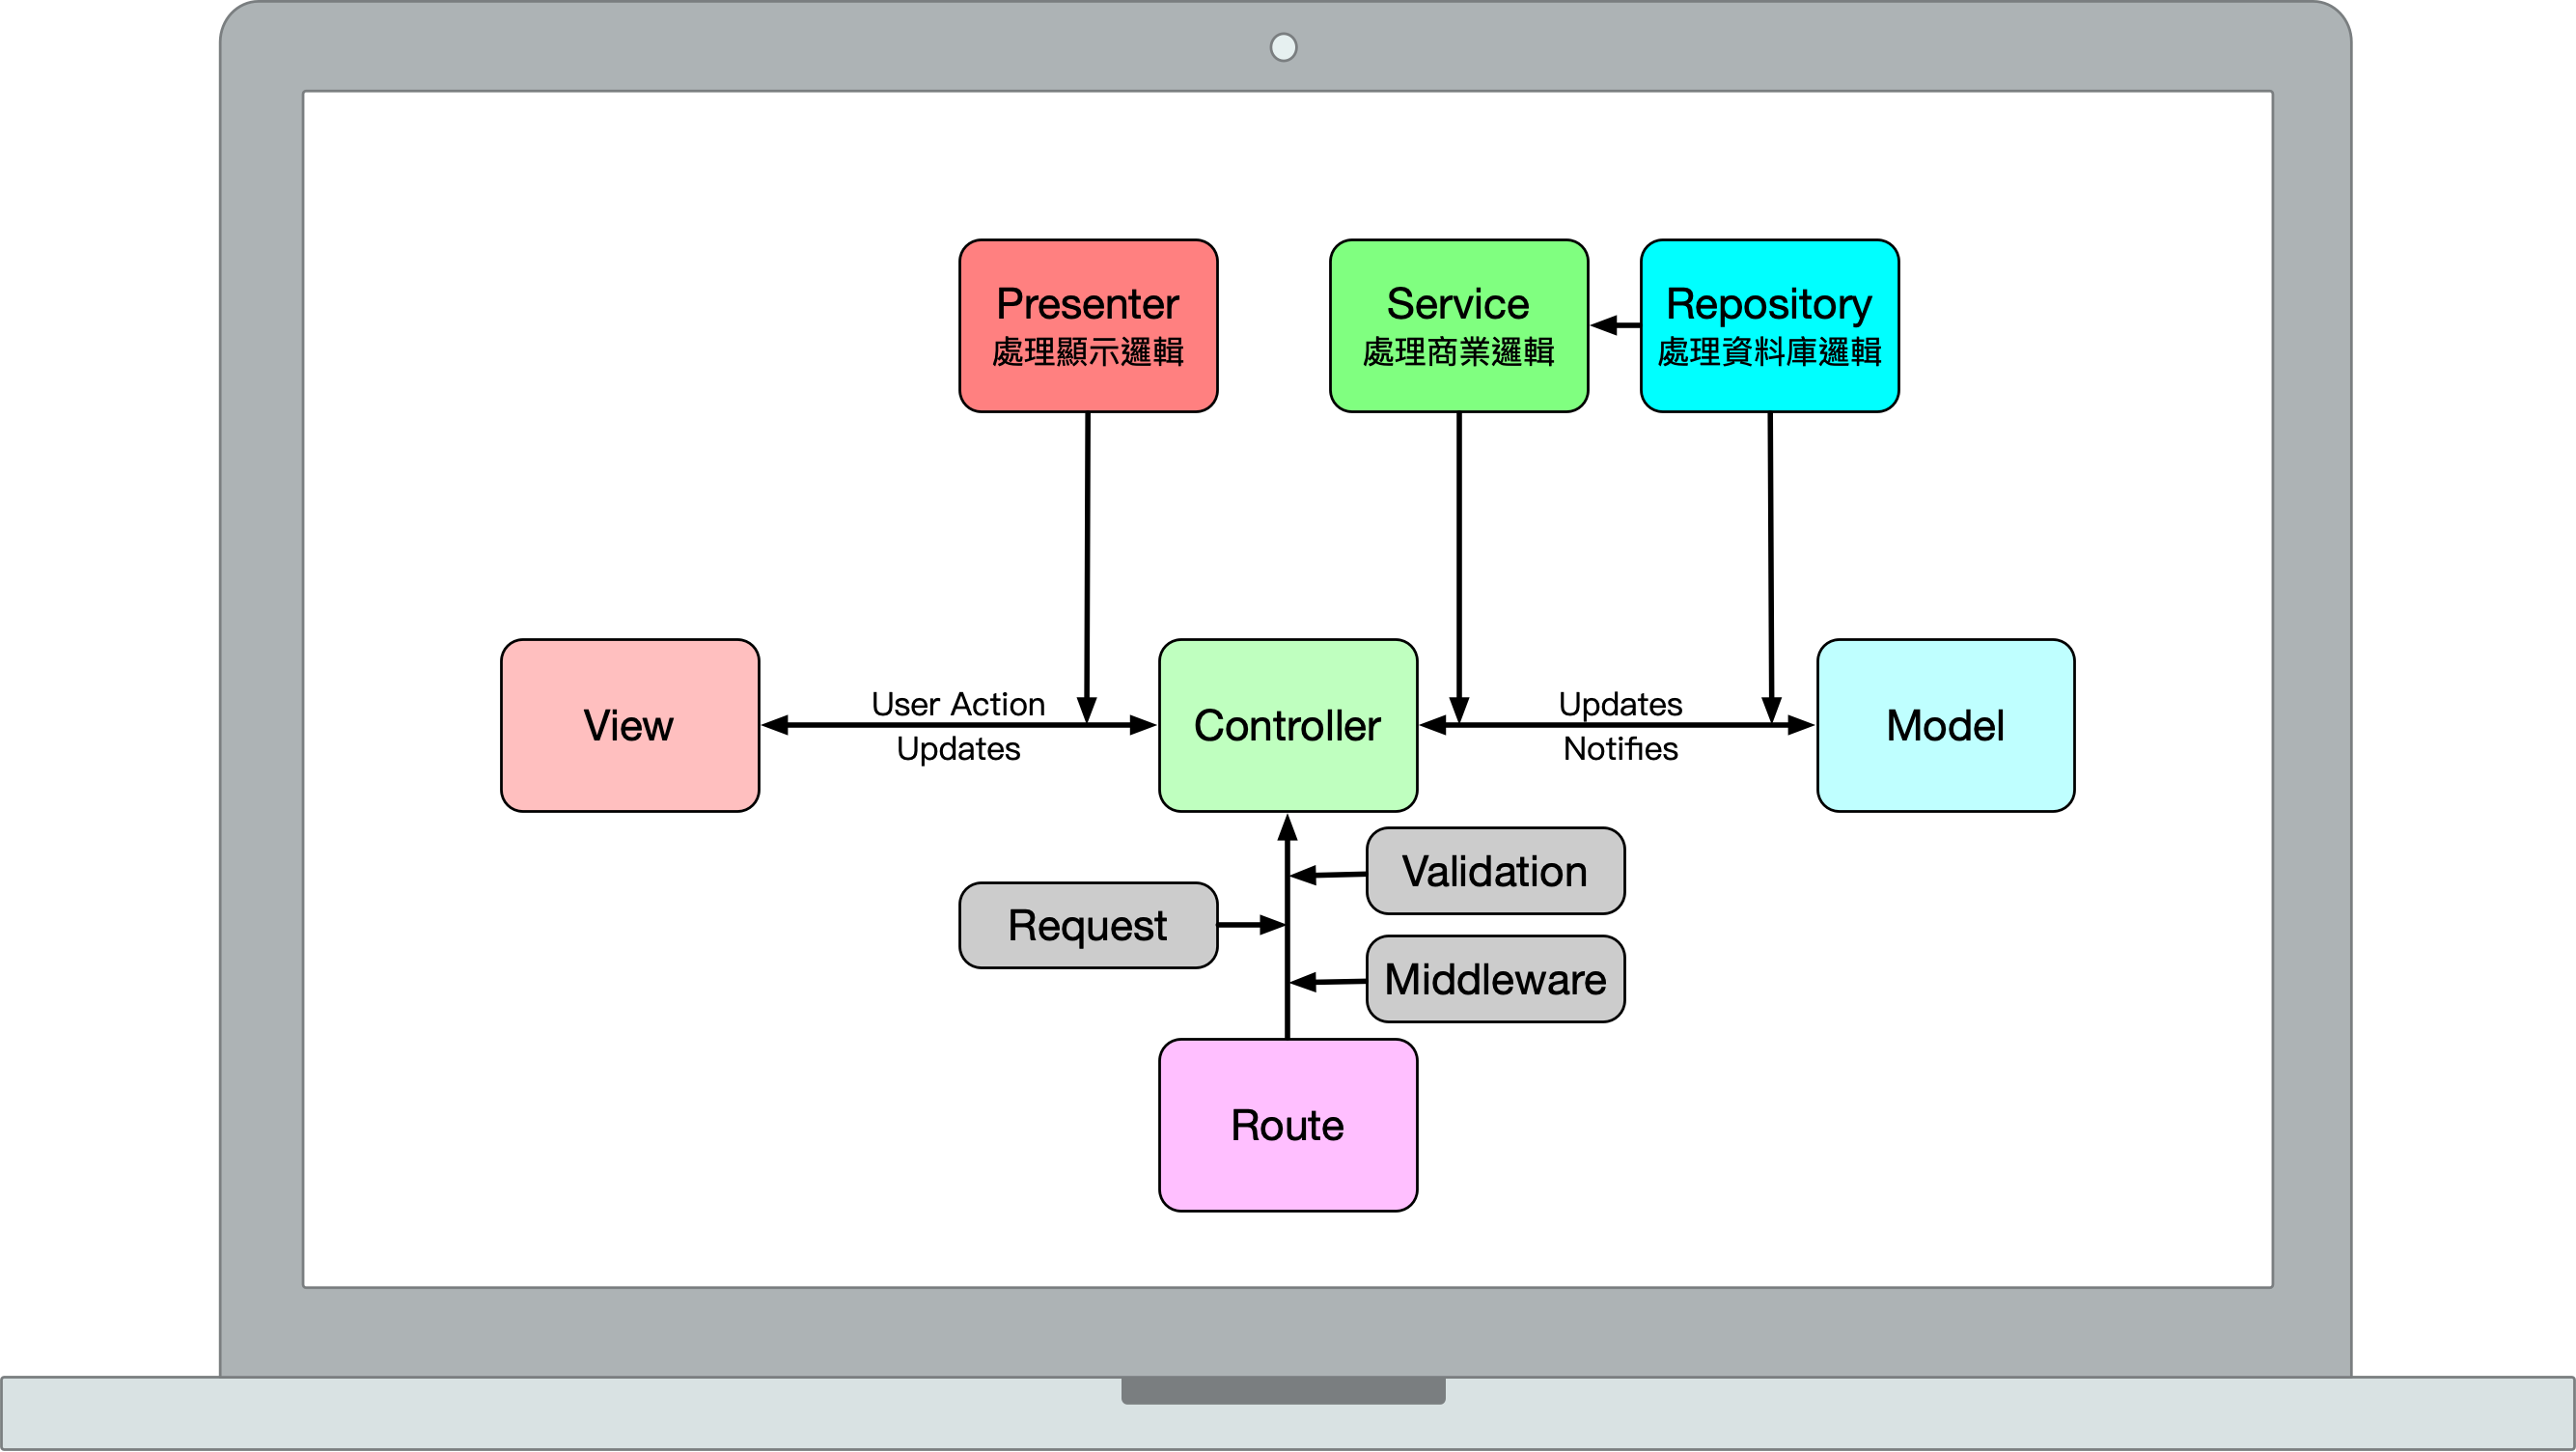 Presenter
處理顯示邏輯
Service
處理商業邏輯
Repository
處理資料庫邏輯
View
User Action
Updates
Controller
Updates
Notifies
Model
Validation
Request
Middleware
Route